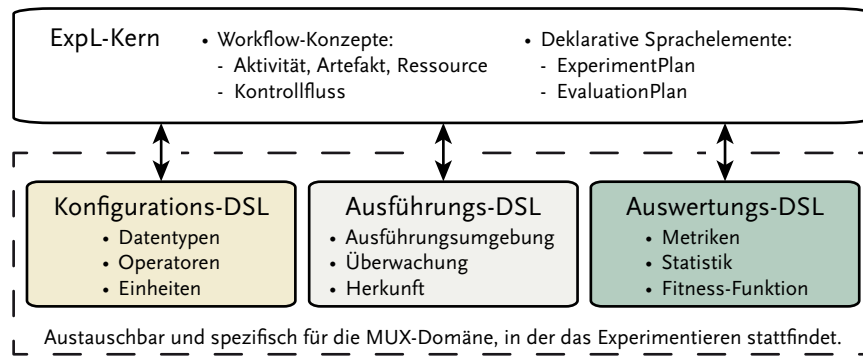 ExpL-Kern
• Workflow-Konzepte:
- Aktivität, Artefakt, Ressource
- Kontrollfluss
• Deklarative Sprachelemente:
- ExperimentPlan
- EvaluationPlan
Konfigurations-DSL
• Datentypen
• Operatoren
• Einheiten
Ausführungs-DSL
• Ausführungsumgebung
• Überwachung
• Herkunft
Auswertungs-DSL
• Metriken
• Statistik
• Fitness-Funktion
Austauschbar und spezifisch für die MUX-Domäne, in der das Experimentieren stattfindet.